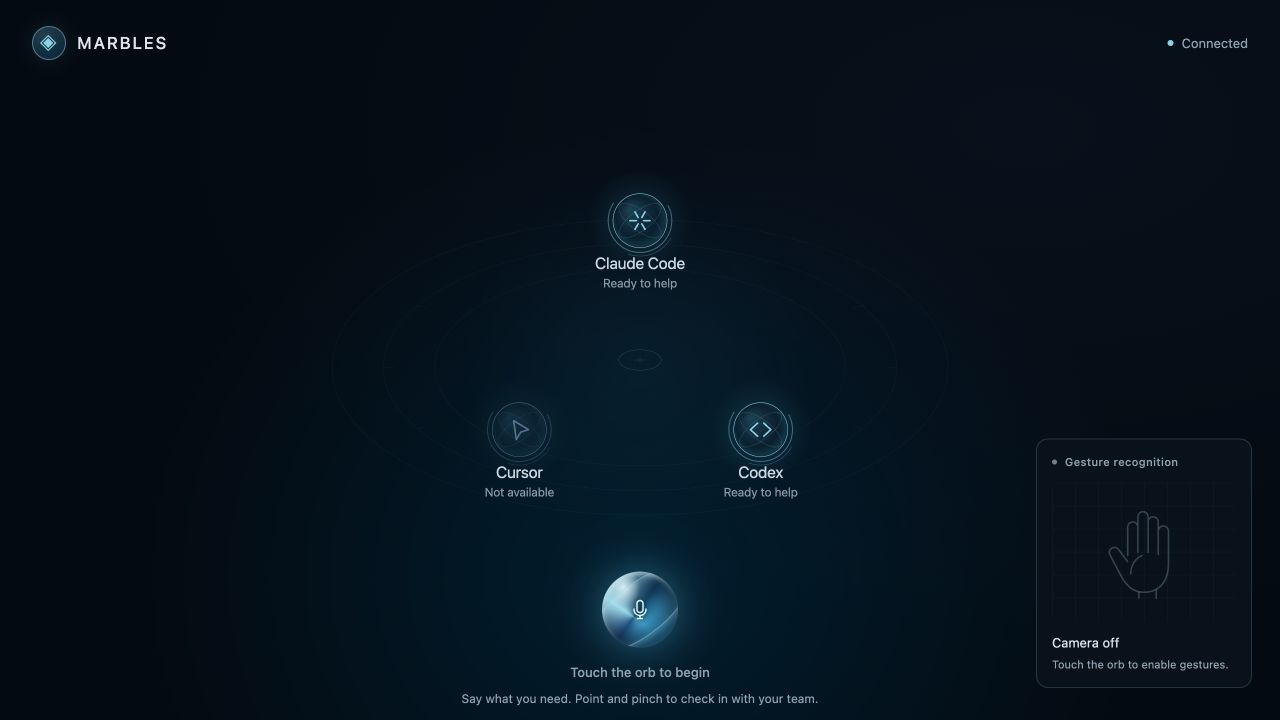 MARBLES
Connected
Claude Code
Ready to help
Cursor
Not available
Codex
Ready to help
Gesture recognition
Camera off
Touch the orb to enable gestures.
Touch the orb to begin
Say what you need. Point and pinch to check in with your team.